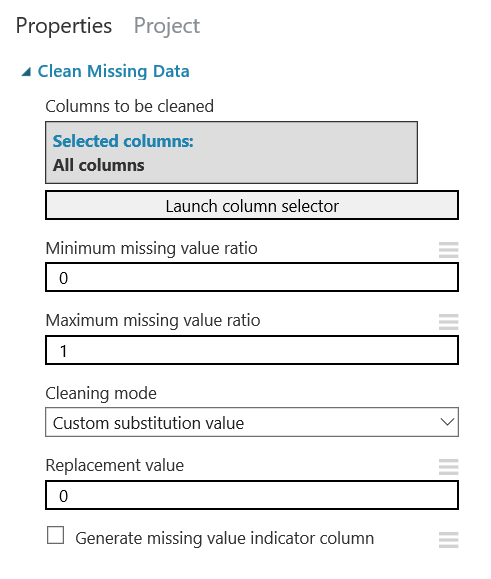 Properties Project
Clean Missing Data
Columns to be cleaned
Selected columns:
All columns
Launch column selector
Minimum missing value ratio
0
Maximum missing value ratio
1
Cleaning mode
Custom substitution value
Replacement value
0
Generate missing value indicator column